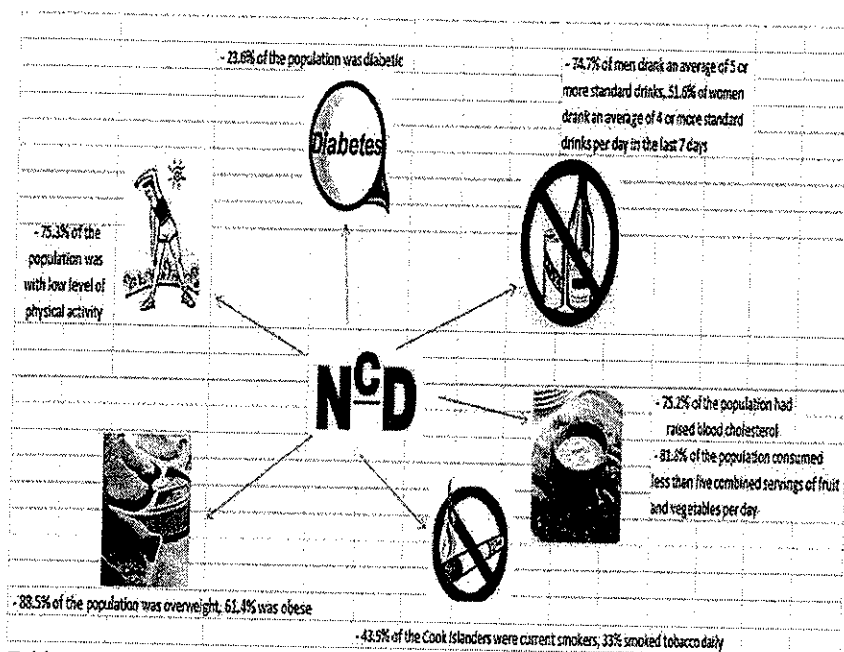 - 23.6% of the population was diabetic
- 74.7% of men drank an average of 5 or
more standard drinks, 51.6% of women
drank an average of 4 or more standard
drinks per day in the last 7 days
Diabetes
- 75.3% of the
population was
with low level of
physical activity
NCD
- 75.2% of the population had
raised blood cholesterol
- 81.8% of the population consumed
less than five combined servings of fruit
and vegetables per day
- 88.5% of the population was overweight, 61.4% was obese
- 43.5% of the Cook Islanders were current smokers, 33% smoked tobacco daily